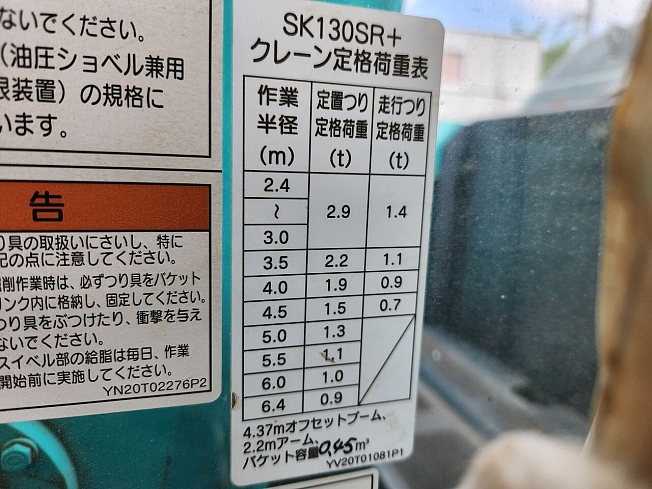 ないでください。
（油圧ショベル兼用
限装置）の規格に
います。
告
り具の取扱いにさいし、特に
記の点に注意してください。
掘削作業時は、必ずつり具をバケット
リンク内に格納し、固定してください。
つり具をぶつけたり、衝撃を与え
ないでください。
スイベル部の給脂は毎日、作業
開始前に実施してください。
YN20T02276P2
SK130SR+
クレーン定格荷重表
作業半径(m) 定置つり定格荷重(t) 走行つり定格荷重(t)
2.4
～ 2.9 1.4
3.0
3.5 2.2 1.1
4.0 1.9 0.9
4.5 1.5 0.7
5.0 1.3
5.5 1.1
6.0 1.0
6.4 0.9
4.37mオフセットブーム、
2.2mアーム、
バケット容量0.45m³
YV20T01081P1